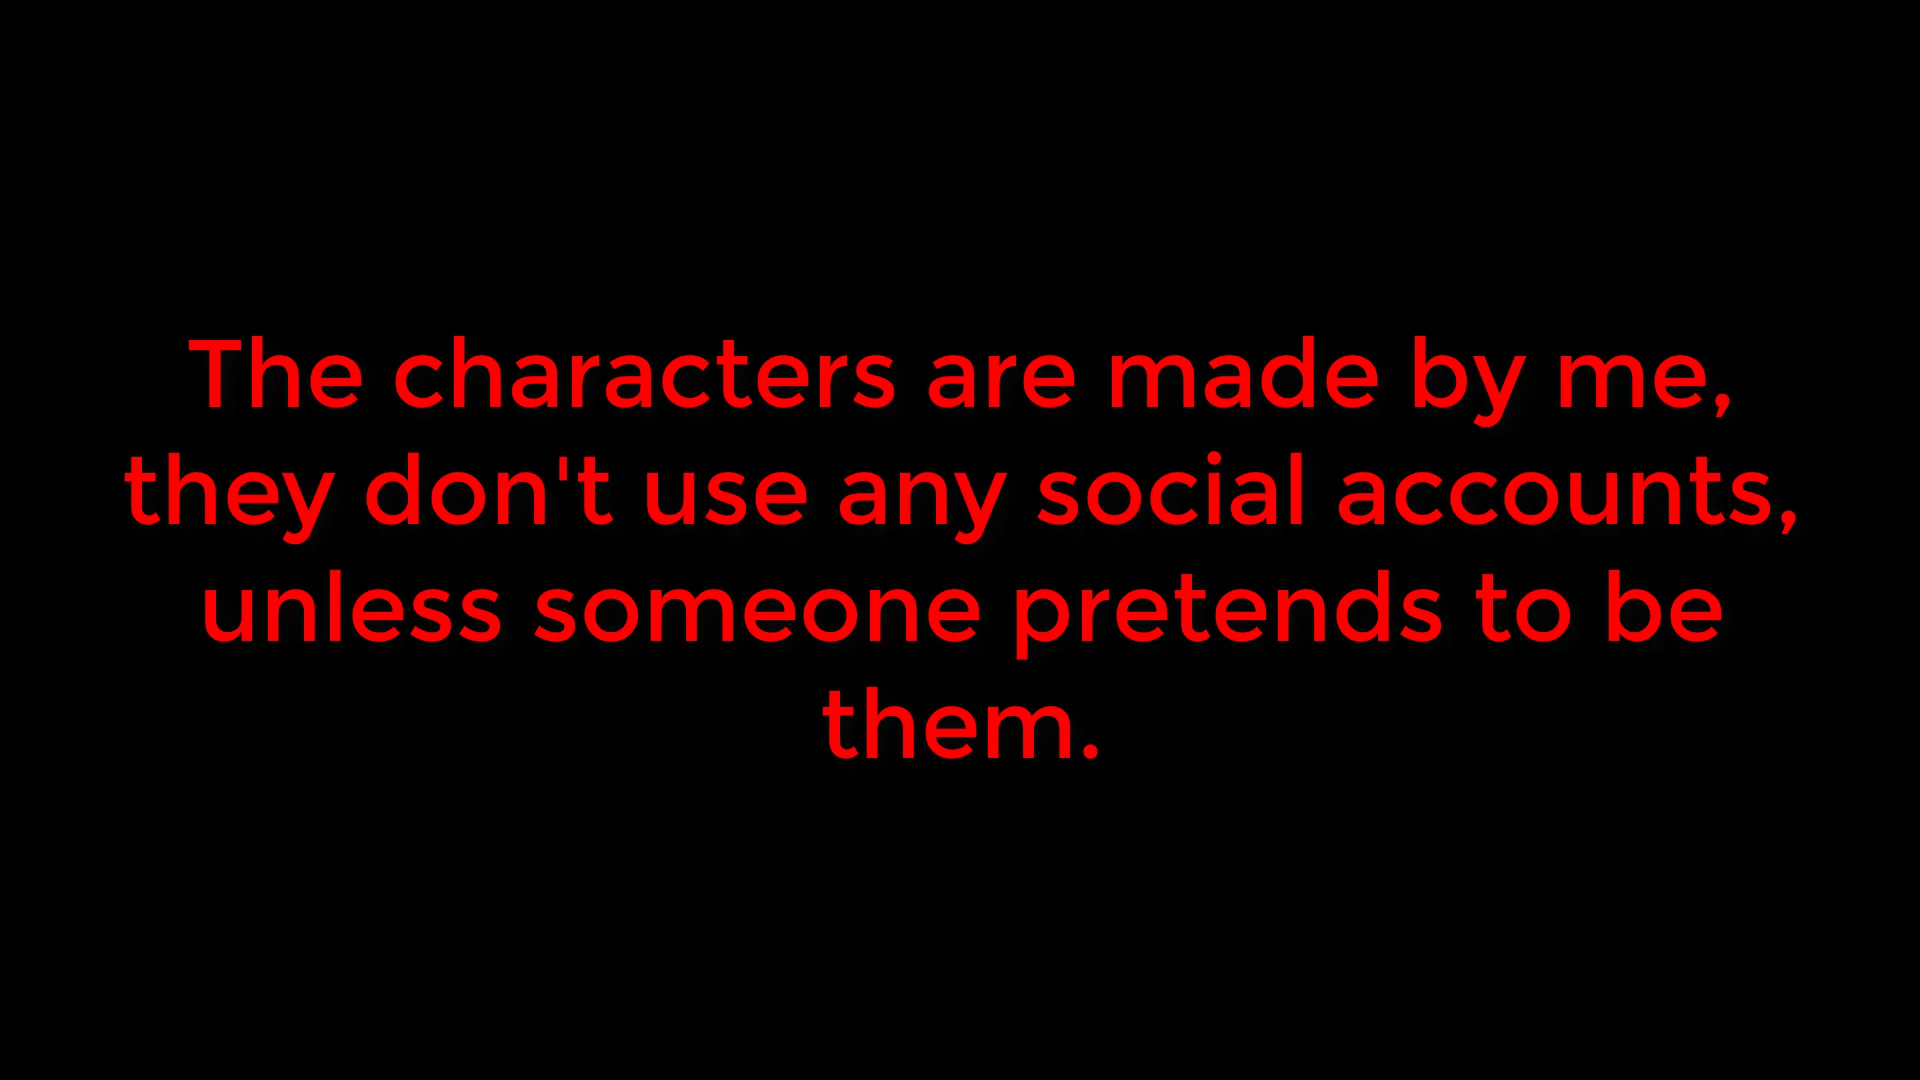 The characters are made by me,
they don't use any social accounts,
unless someone pretends to be
them.